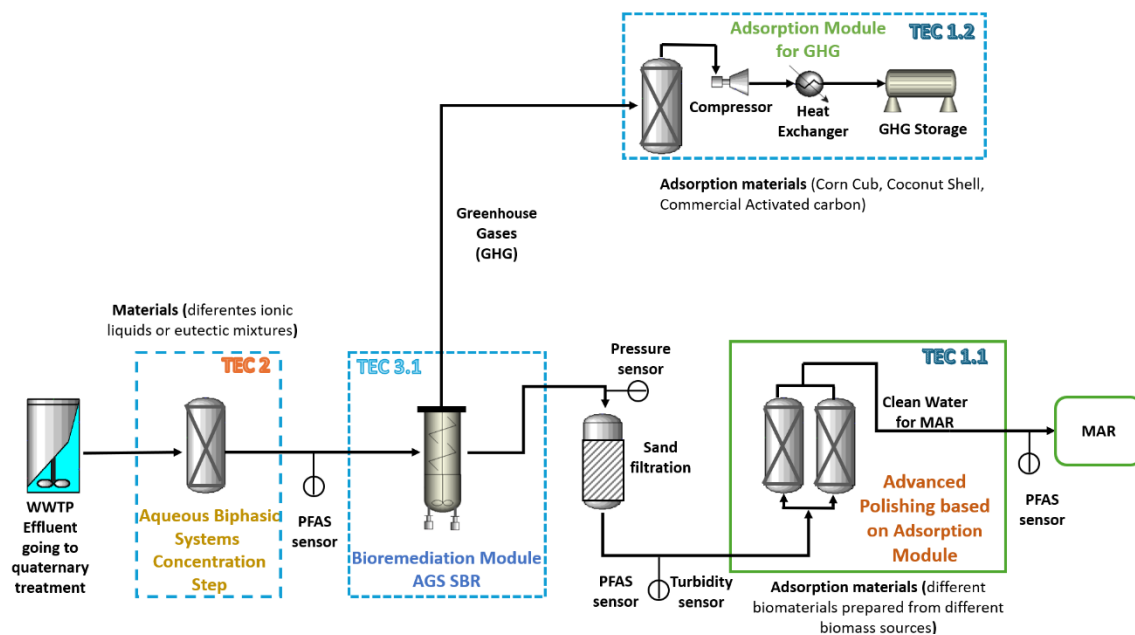 Adsorption Module
for GHG
TEC 1.2
Compressor
Heat
Exchanger
GHG Storage
Adsorption materials (Corn Cub, Coconut Shell,
Commercial Activated carbon)
Greenhouse
Gases
(GHG)
Materials (diferentes ionic
liquids or eutectic mixtures)
TEC 2
TEC 3.1
Pressure
sensor
TEC 1.1
Clean Water
for MAR
MAR
Sand
filtration
WWTP
Effluent
going to
quaternary
treatment
Aqueous Biphasic
Systems
Concentration
Step
PFAS
sensor
Bioremediation Module
AGS SBR
PFAS
sensor
Turbidity
sensor
Advanced
Polishing based
on Adsorption
Module
PFAS
sensor
Adsorption materials (different
biomaterials prepared from different
biomass sources)